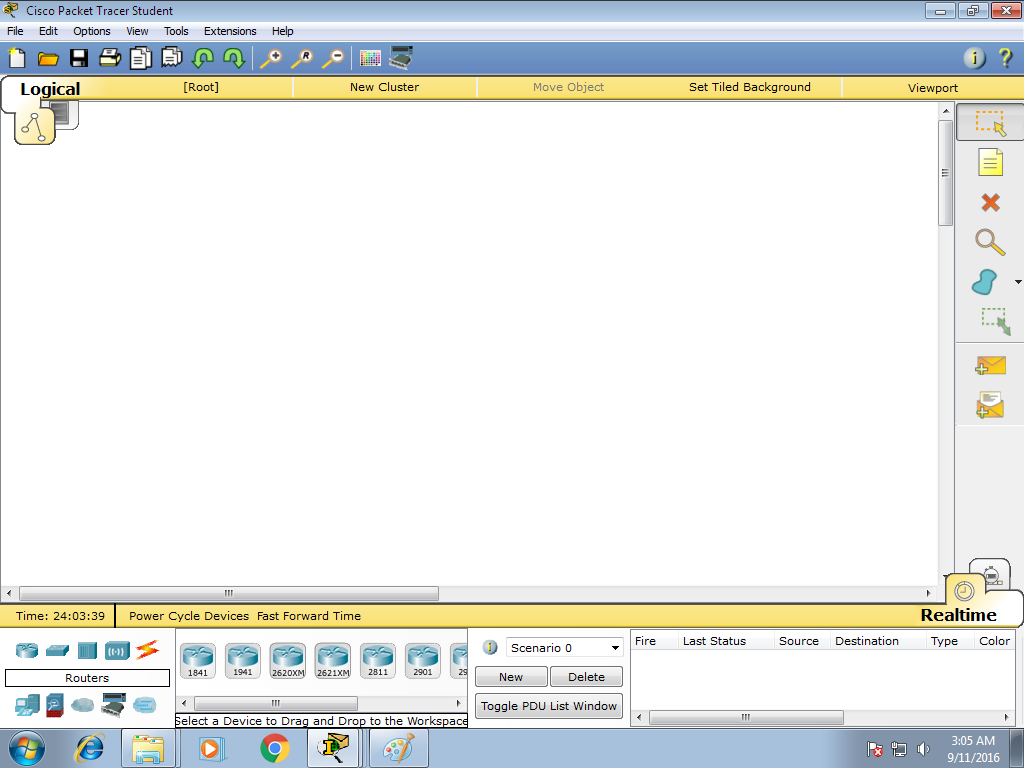 Cisco Packet Tracer Student
File Edit Options View Tools Extensions Help
Logical [Root] New Cluster Move Object Set Tiled Background Viewport
Time: 24:03:39 Power Cycle Devices Fast Forward Time Realtime
Scenario 0 Fire Last Status Source Destination Type Color
Routers
1841 1941 2620XM 2621XM 2811 2901 29
New Delete
Toggle PDU List Window
Select a Device to Drag and Drop to the Workspace
3:05 AM
9/11/2016